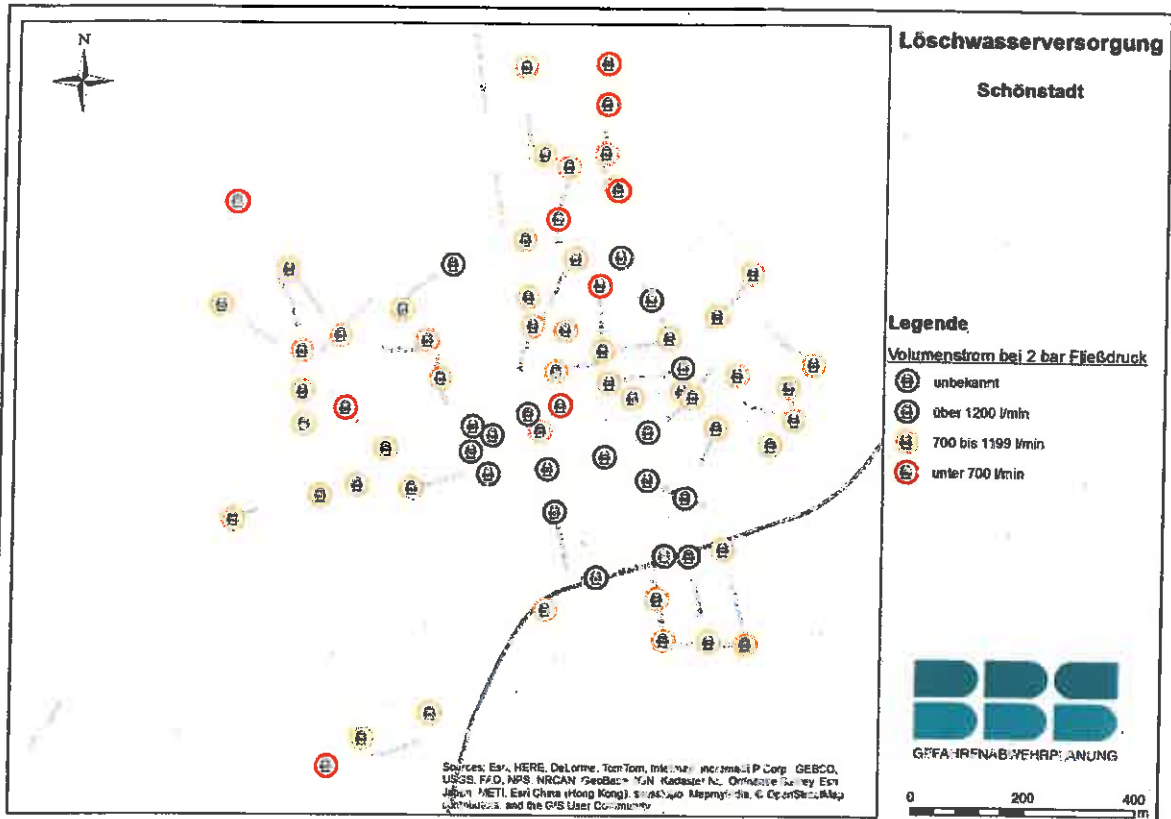 Löschwasserversorgung
Schönstadt
N
Legende
Volumenstrom bei 2 bar Fließdruck
unbekannt
über 1200 l/min
700 bis 1199 l/min
unter 700 l/min
GEFAHRENABWEHRPLANUNG
Sources: Esri, HERE, DeLorme, TomTom, Intermap, increment P Corp., GEBCO,
USGS, FAO, NPS, NRCAN, GeoBase, IGN, Kadaster NL, Ordnance Survey, Esri
Japan, METI, Esri China (Hong Kong), swisstopo, MapmyIndia, © OpenStreetMap
contributors, and the GIS User Community
0 200 400
m